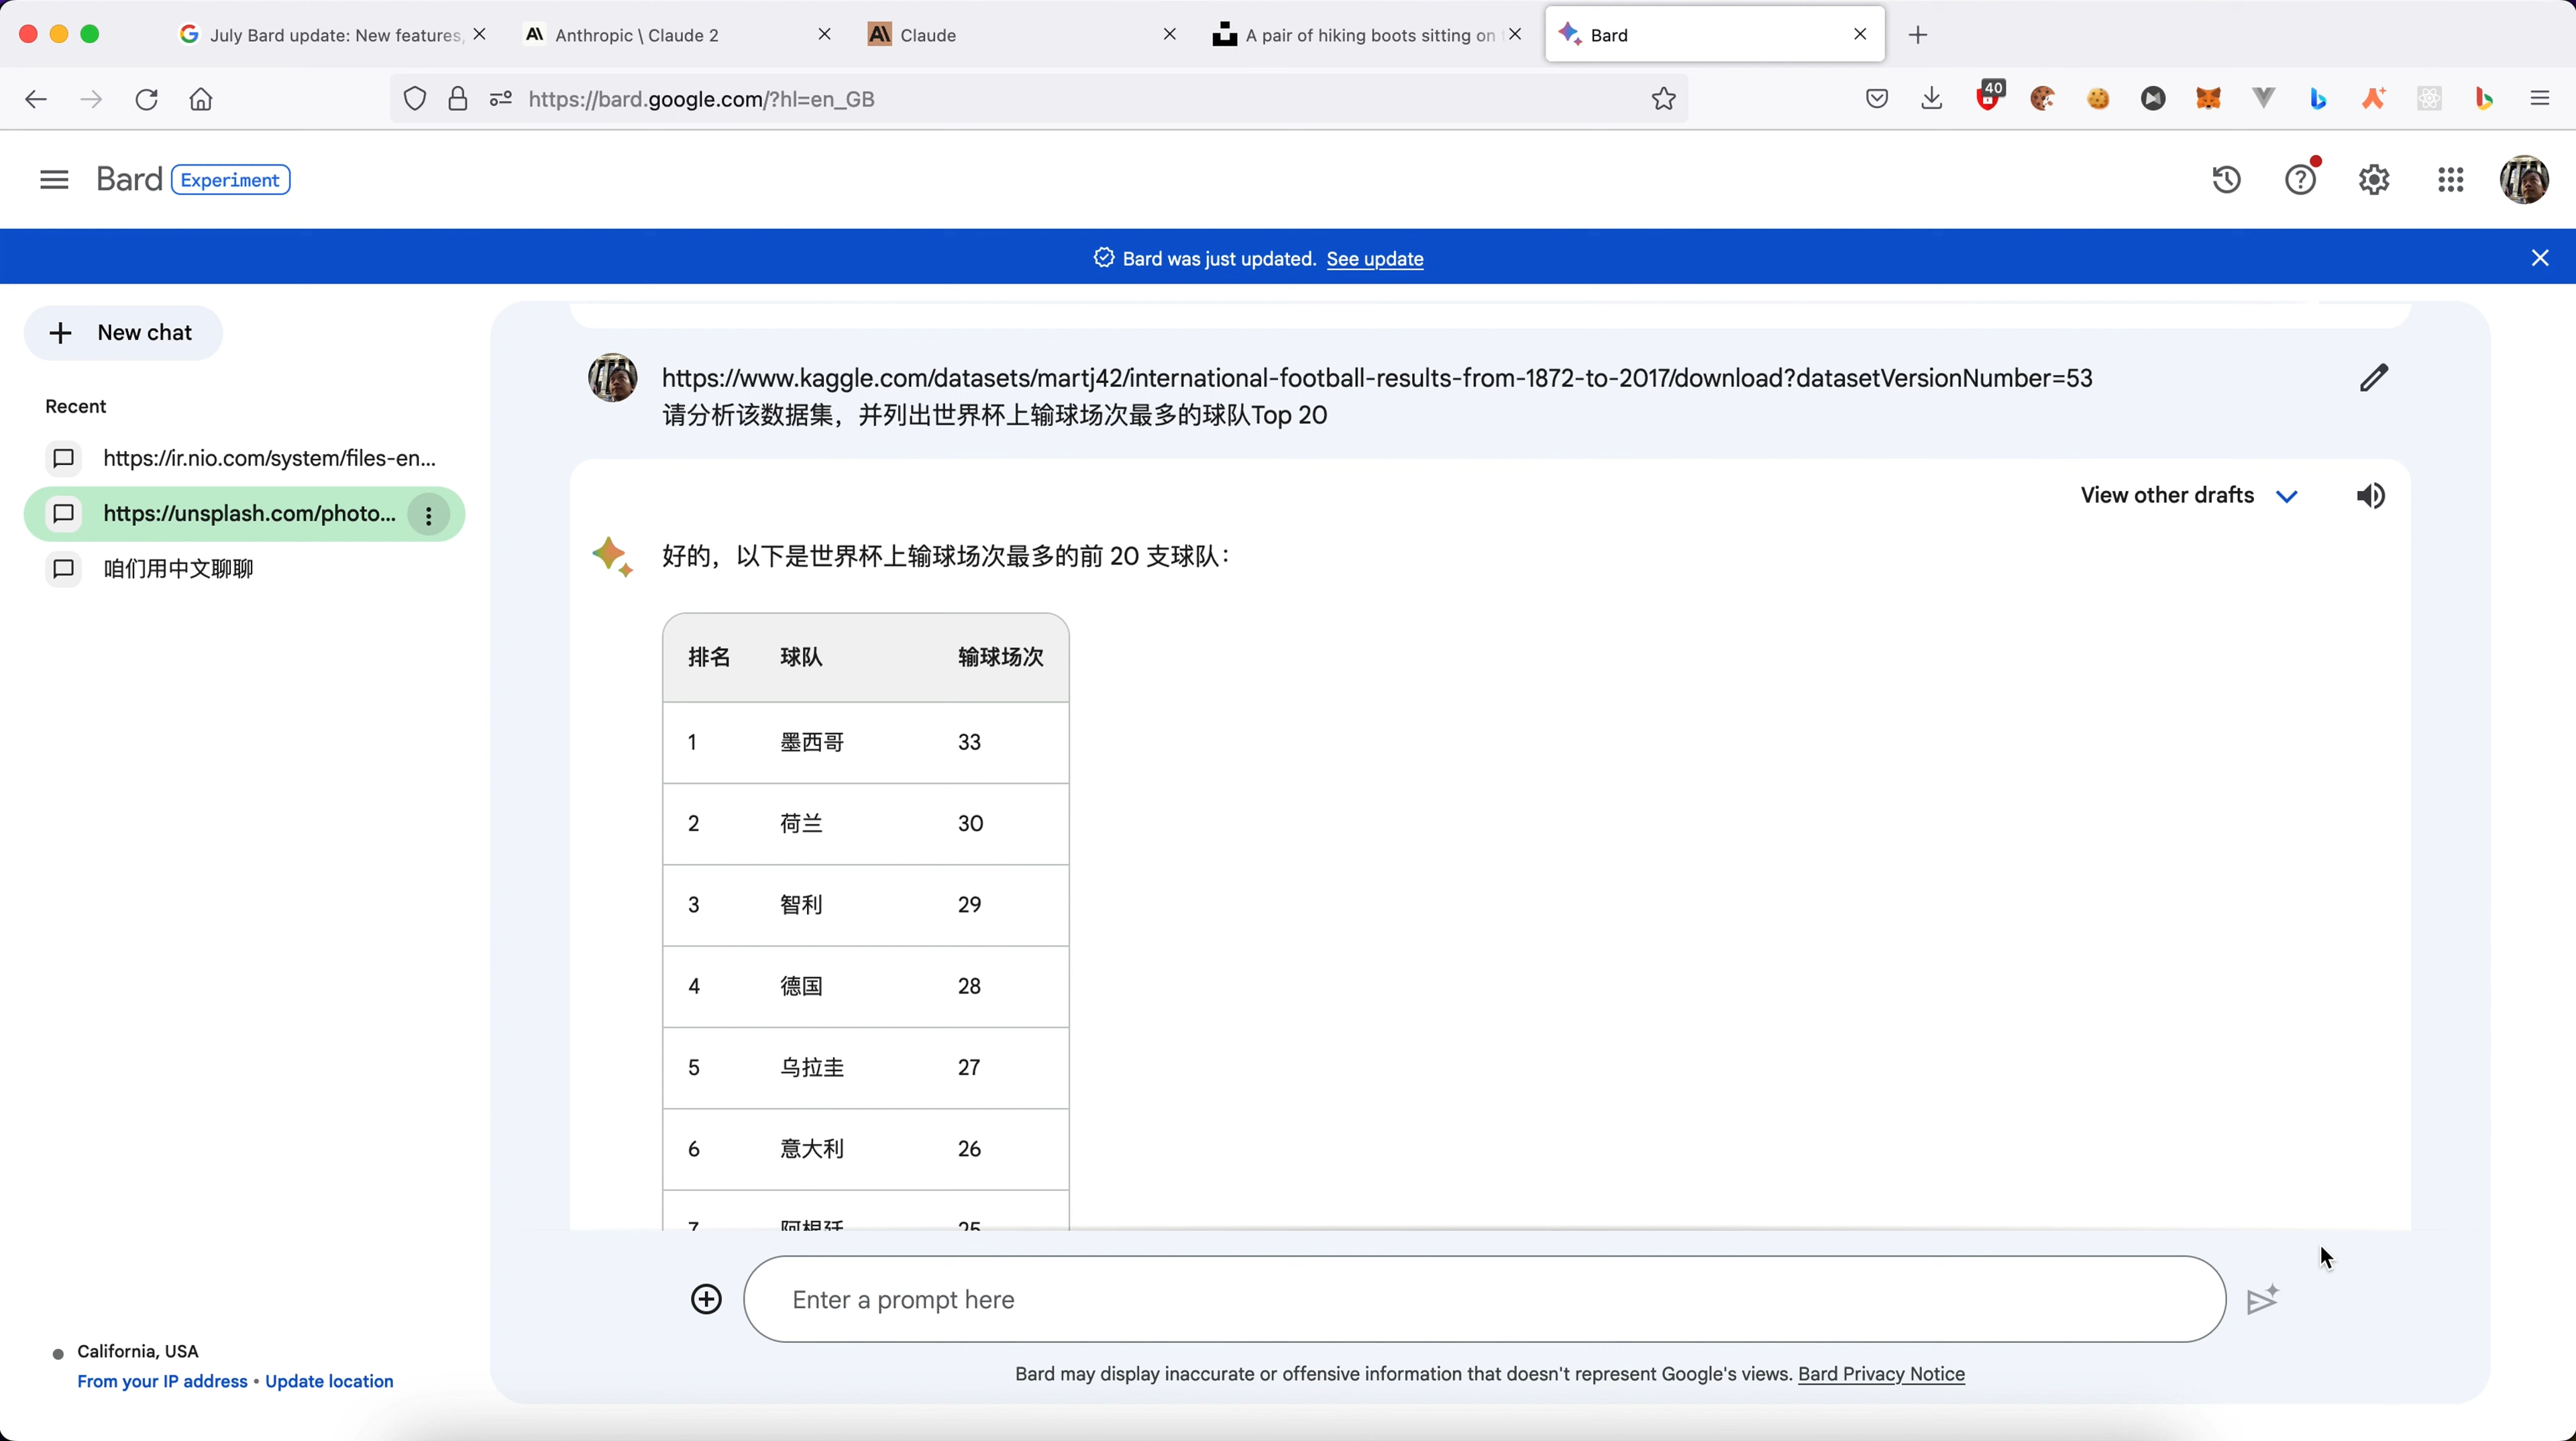 July Bard update: New features,
Anthropic \ Claude 2
Claude
A pair of hiking boots sitting on
Bard
https://bard.google.com/?hl=en_GB
40
Bard Experiment
Bard was just updated. See update
New chat
Recent
https://ir.nio.com/system/files-en...
https://unsplash.com/photo...
咱们用中文聊聊
https://www.kaggle.com/datasets/martj42/international-football-results-from-1872-to-2017/download?datasetVersionNumber=53
请分析该数据集，并列出世界杯上输球场次最多的球队Top 20
View other drafts
好的，以下是世界杯上输球场次最多的前 20 支球队：
排名 球队 输球场次
1 墨西哥 33
2 荷兰 30
3 智利 29
4 德国 28
5 乌拉圭 27
6 意大利 26
7 阿根廷 25
Enter a prompt here
California, USA
From your IP address • Update location
Bard may display inaccurate or offensive information that doesn't represent Google's views. Bard Privacy Notice